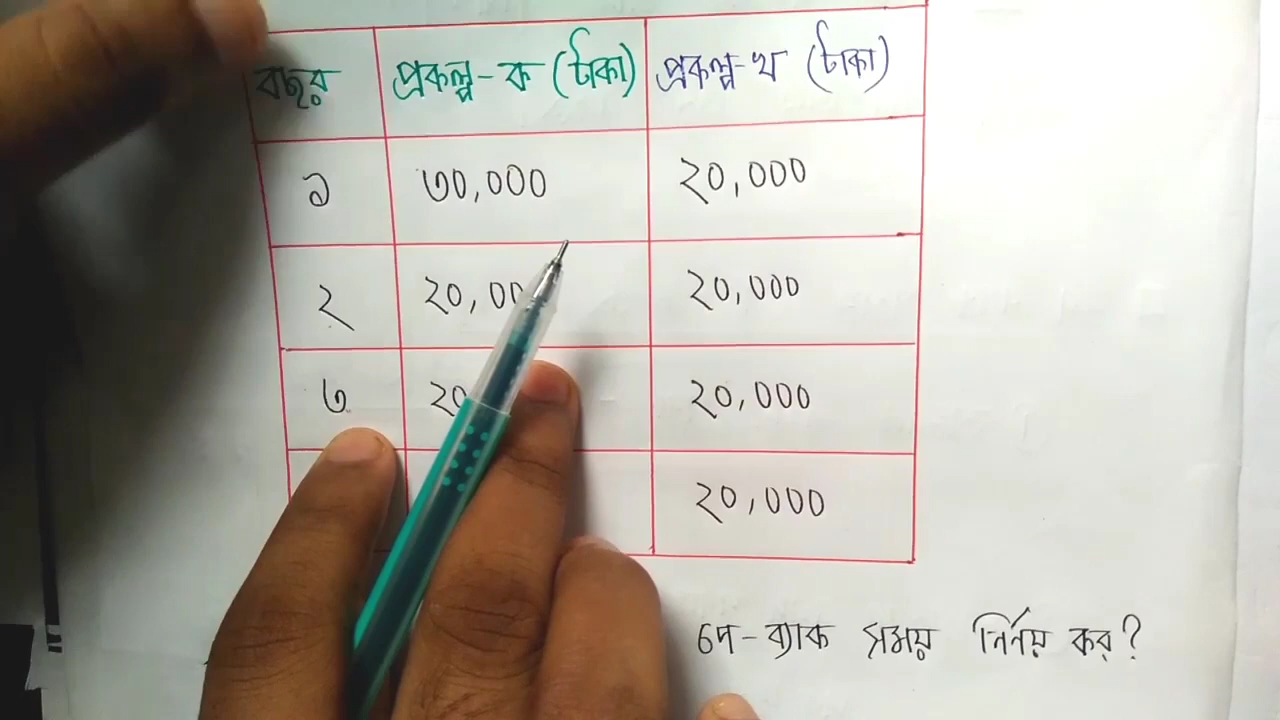 বছর প্রকল্প-ক (টাকা) প্রকল্প-খ (টাকা)
১ ৩০,০০০ ২০,০০০
২ ২০,০০ ২০,০০০
৩ ২০ ২০,০০০
২০,০০০
পে-ব্যাক সময় নির্নয় কর?